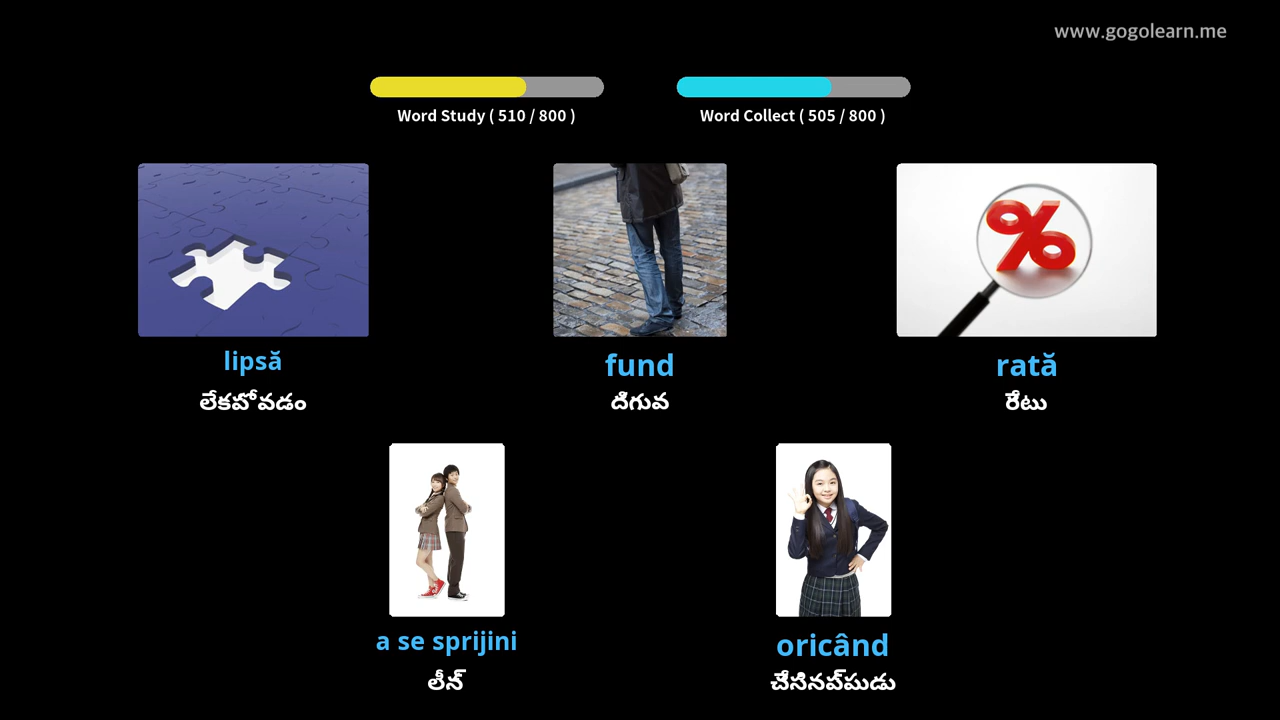 www.gogolearn.me
Word Study ( 510 / 800 )
Word Collect ( 505 / 800 )
lipsă
fund
rată
లేకపోవడం
దిగువ
రేటు
a se sprijini
oricând
లీన్
చేసినప్పుడు